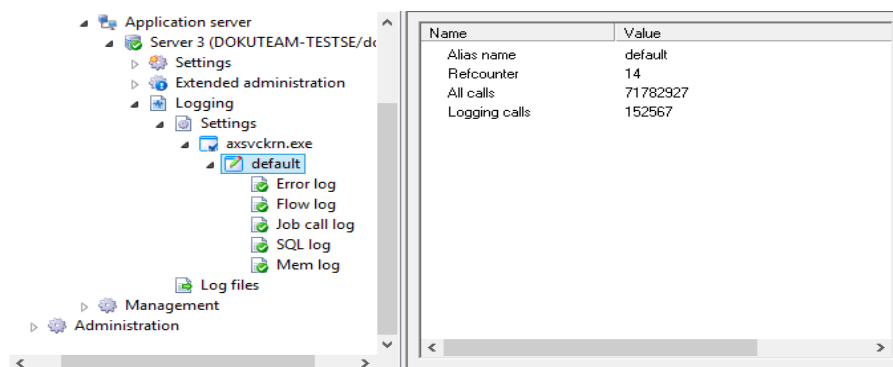 Application server
Server 3 (DOKUTEAM-TESTSE/do
Settings
Extended administration
Logging
Settings
axsvckrn.exe
default
Error log
Flow log
Job call log
SQL log
Mem log
Log files
Management
Administration
Name Value
Alias name default
Refcounter 14
All calls 71782927
Logging calls 152567